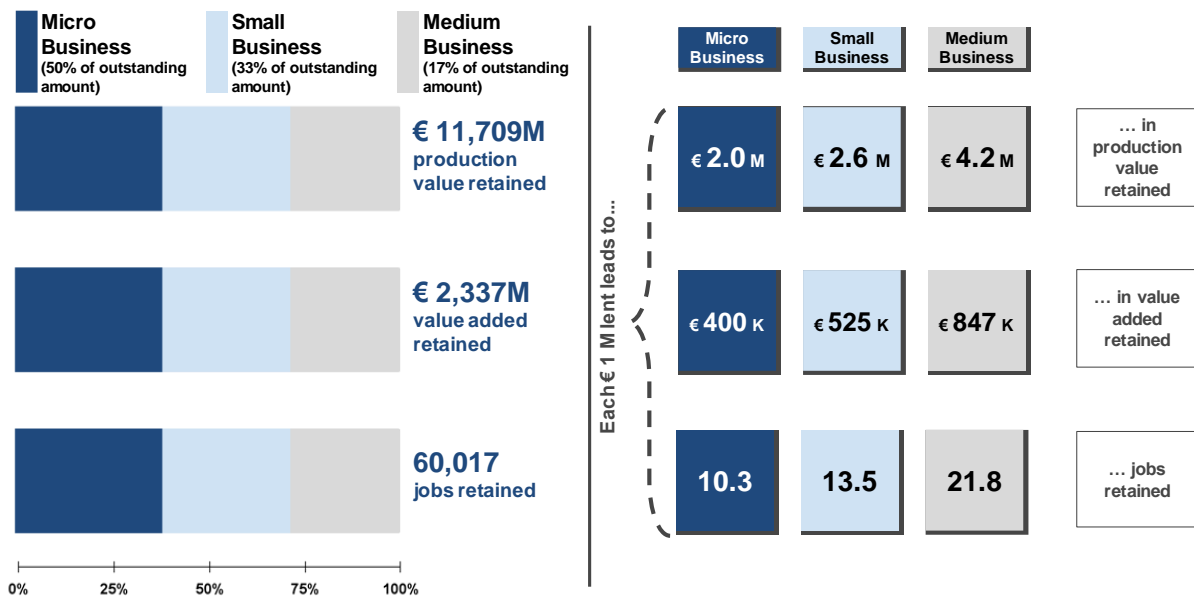 Micro
Business
(50% of outstanding
amount)
Small
Business
(33% of outstanding
amount)
Medium
Business
(17% of outstanding
amount)
€ 11,709M
production
value retained
€ 2,337M
value added
retained
60,017
jobs retained
0%
25%
50%
75%
100%
Each € 1 M lent leads to...
Micro
Business
Small
Business
Medium
Business
€ 2.0 M
€ 2.6 M
€ 4.2 M
… in
production
value
retained
€ 400 K
€ 525 K
€ 847 K
… in value
added
retained
10.3
13.5
21.8
… jobs
retained